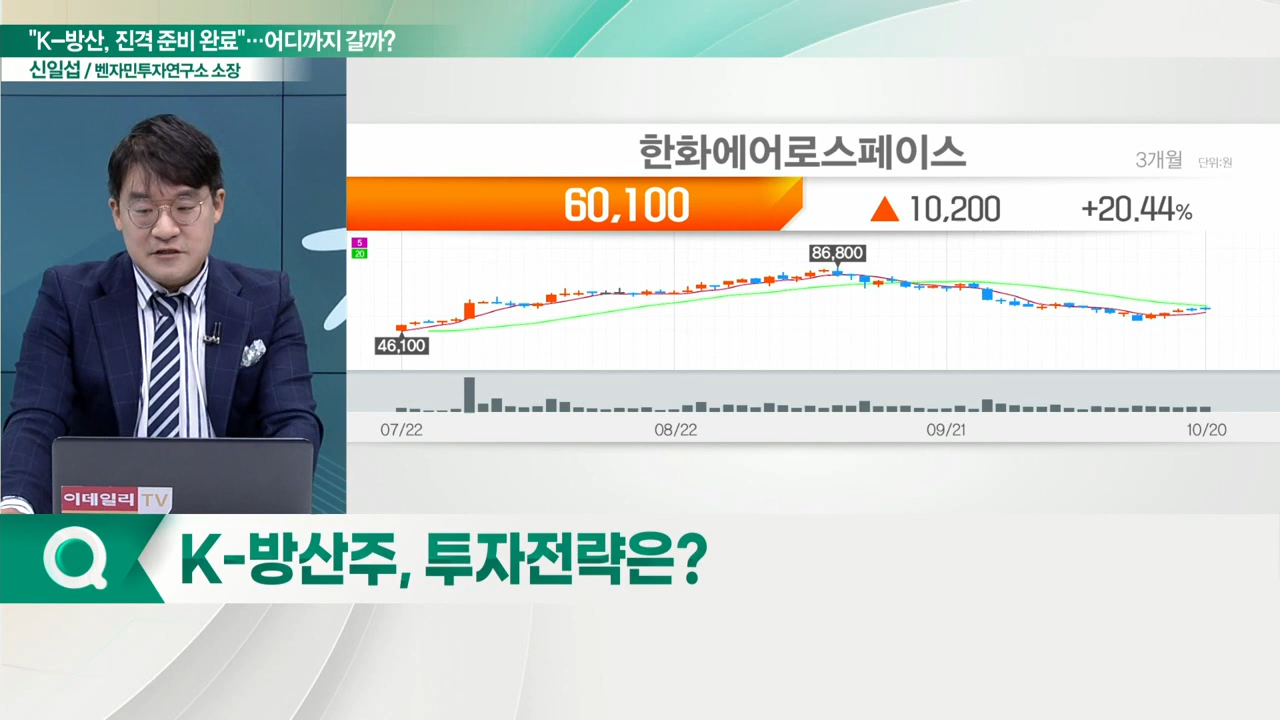 "K-방산, 진격 준비 완료"…어디까지 갈까?
신일섭 / 벤자민투자연구소 소장
한화에어로스페이스
3개월 단위:원
60,100 ▲ 10,200 +20.44%
5
20
86,800
46,100
07/22 08/22 09/21 10/20
이데일리 TV
K-방산주, 투자전략은?